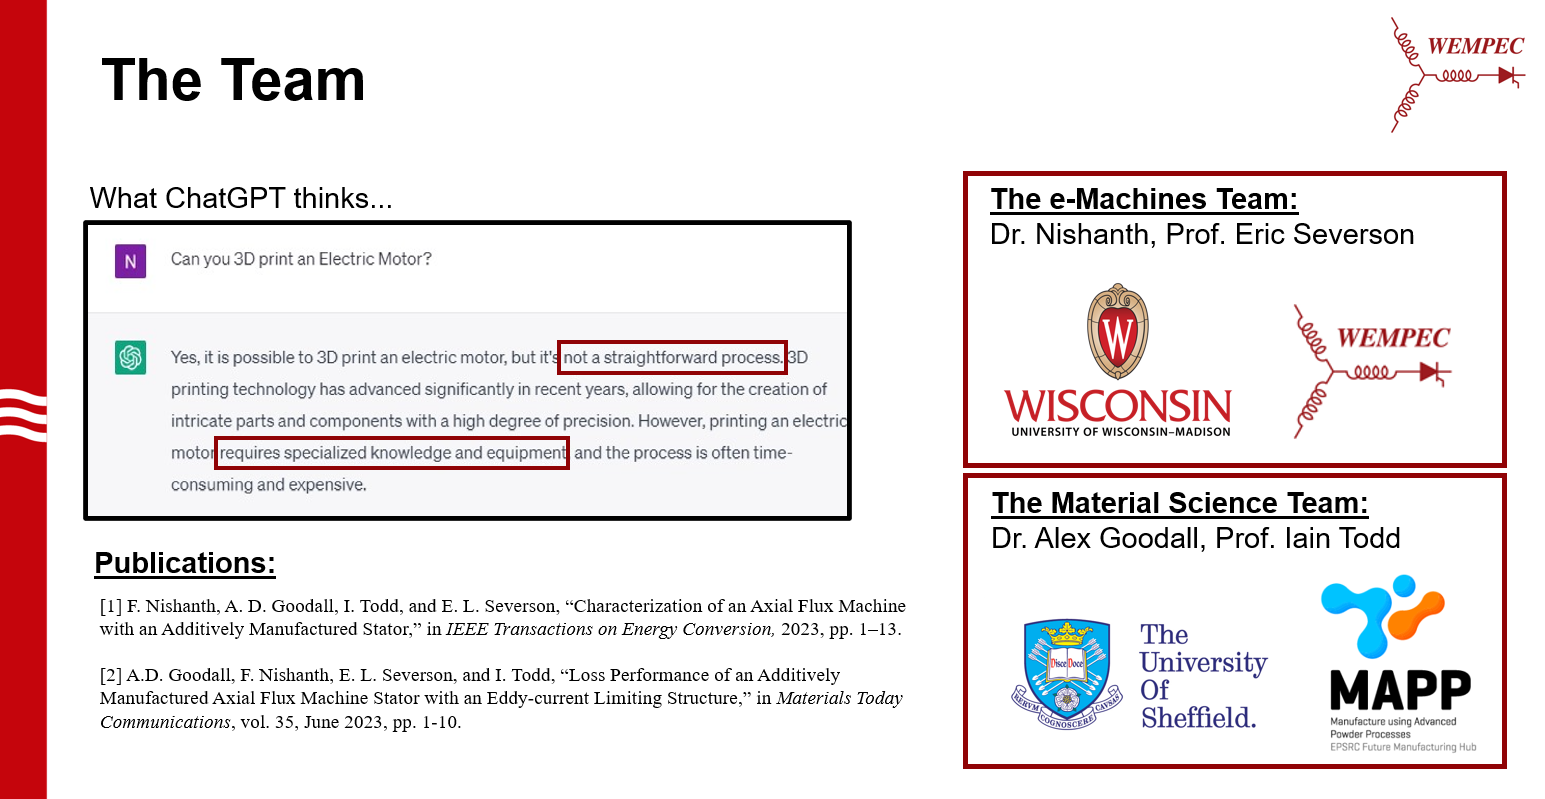 The Team
WEMPEC
What ChatGPT thinks...
N
Can you 3D print an Electric Motor?
Yes, it is possible to 3D print an electric motor, but it's not a straightforward process. 3D
printing technology has advanced significantly in recent years, allowing for the creation of
intricate parts and components with a high degree of precision. However, printing an electric
motor requires specialized knowledge and equipment, and the process is often time-
consuming and expensive.
Publications:
[1] F. Nishanth, A. D. Goodall, I. Todd, and E. L. Severson, “Characterization of an Axial Flux Machine
with an Additively Manufactured Stator,” in IEEE Transactions on Energy Conversion, 2023, pp. 1–13.
[2] A.D. Goodall, F. Nishanth, E. L. Severson, and I. Todd, “Loss Performance of an Additively
Manufactured Axial Flux Machine Stator with an Eddy-current Limiting Structure,” in Materials Today
Communications, vol. 35, June 2023, pp. 1-10.
The e-Machines Team:
Dr. Nishanth, Prof. Eric Severson
W
WISCONSIN
UNIVERSITY OF WISCONSIN–MADISON
WEMPEC
The Material Science Team:
Dr. Alex Goodall, Prof. Iain Todd
Disce Doce
RERVM COGNOSCERE CAVSAS
The
University
Of
Sheffield.
MAPP
Manufacture using Advanced
Powder Processes
EPSRC Future Manufacturing Hub